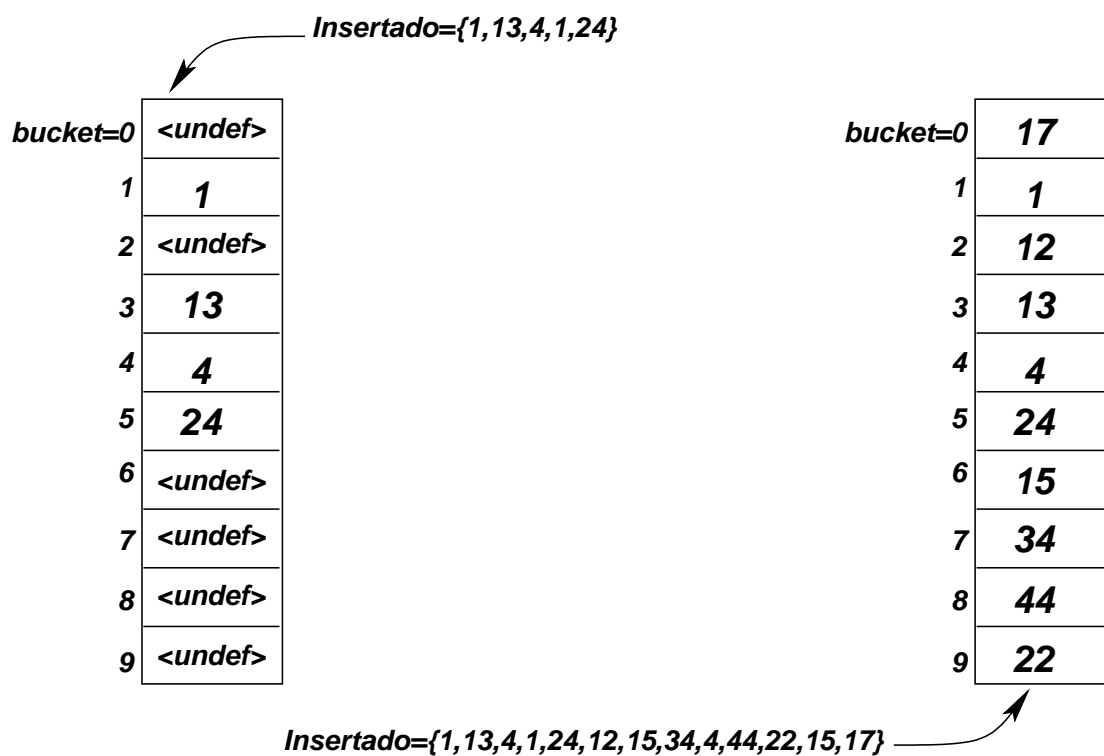 Insertado={1,13,4,1,24}
bucket=0 <undef>
1 1
2 <undef>
3 13
4 4
5 24
6 <undef>
7 <undef>
8 <undef>
9 <undef>
bucket=0 17
1 1
2 12
3 13
4 4
5 24
6 15
7 34
8 44
9 22
Insertado={1,13,4,1,24,12,15,34,4,44,22,15,17}